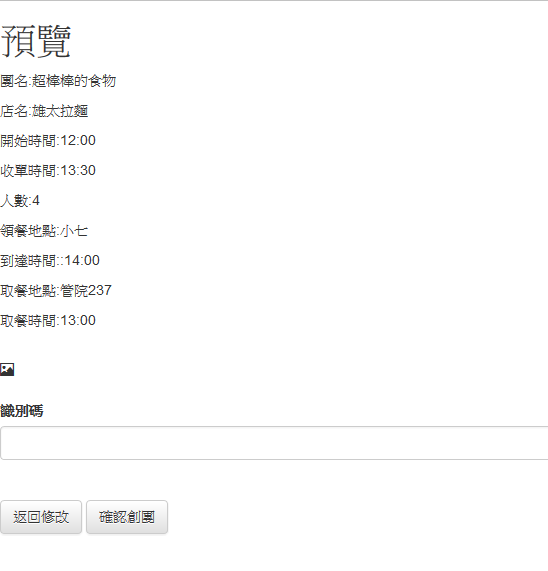 預覽
團名:超棒棒的食物
店名:雄太拉麵
開始時間:12:00
收單時間:13:30
人數:4
領餐地點:小七
到達時間::14:00
取餐地點:管院237
取餐時間:13:00
識別碼
返回修改 確認創團